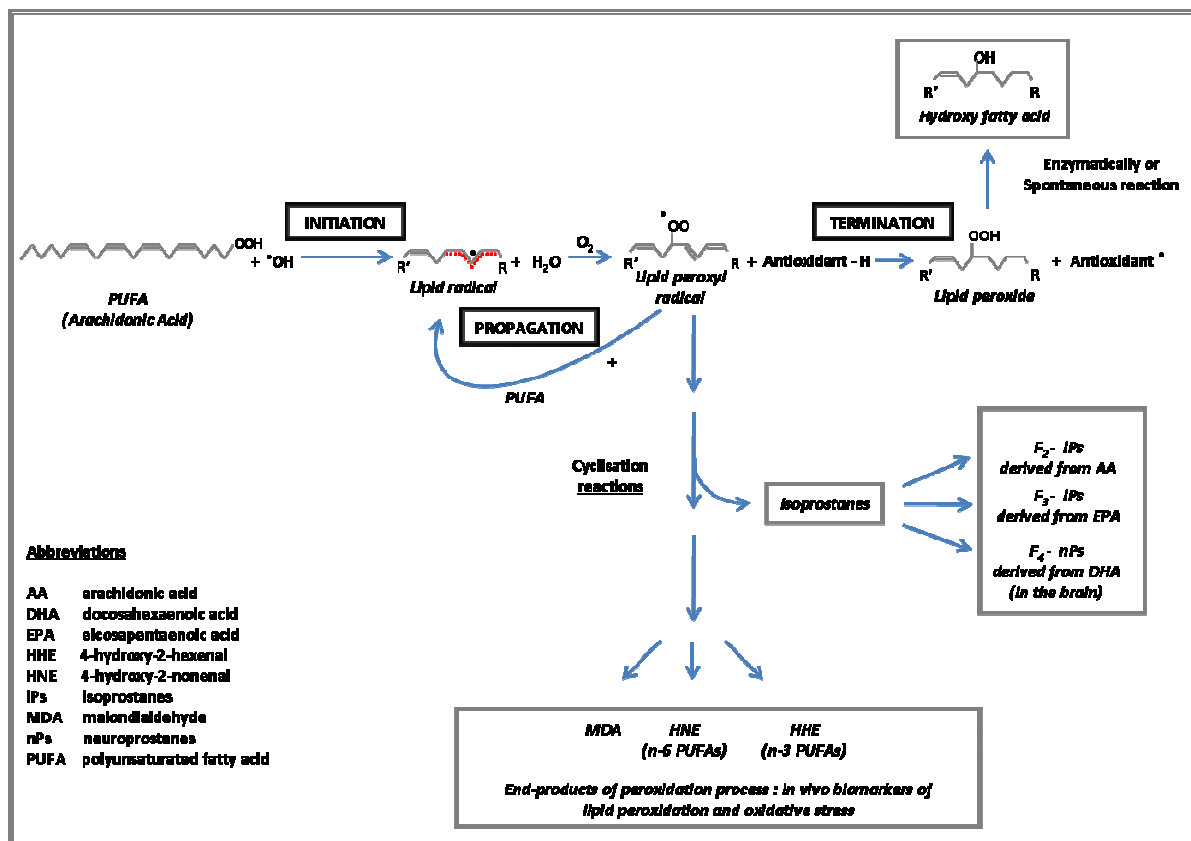 OH
R'
R
Hydroxy fatty acid
Enzymatically or
Spontaneous reaction
INITIATION
TERMINATION
OOH
+ •OH
PUFA
(Arachidonic Acid)
R'
R
Lipid radical
+ H₂O
O₂
•
OO
R'
R
Lipid peroxyl
radical
+ Antioxidant - H
OOH
R'
R
Lipid peroxide
+ Antioxidant •
PROPAGATION
+
PUFA
Cyclisation
reactions
isoprostanes
F₂- iPs
derived from AA
F₃- iPs
derived from EPA
F₄- nPs
derived from DHA
(in the brain)
Abbreviations
AA arachidonic acid
DHA docosahexaenoic acid
EPA eicosapentaenoic acid
HHE 4-hydroxy-2-hexenal
HNE 4-hydroxy-2-nonenal
iPs isoprostanes
MDA malondialdehyde
nPs neuroprostanes
PUFA polyunsaturated fatty acid
MDA HNE HHE
(n-6 PUFAs) (n-3 PUFAs)
End-products of peroxidation process : in vivo biomarkers of
lipid peroxidation and oxidative stress